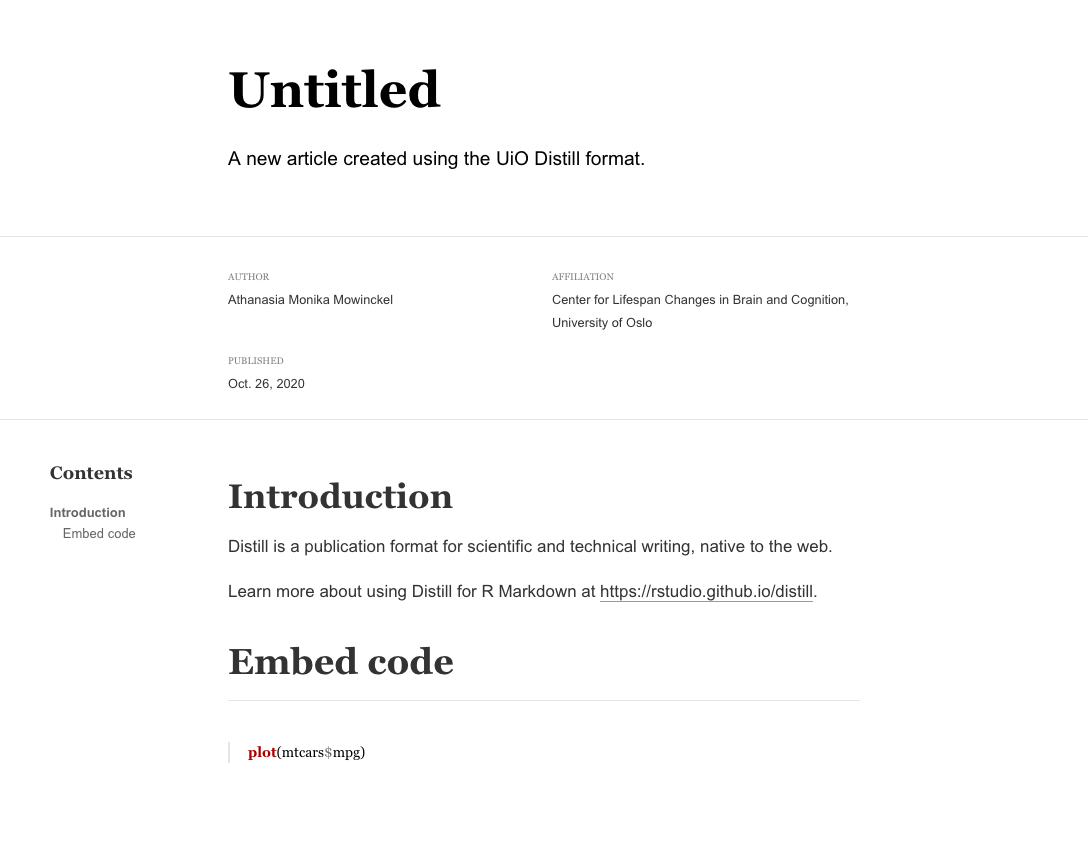 Untitled
A new article created using the UiO Distill format.
AUTHOR
Athanasia Monika Mowinckel
AFFILIATION
Center for Lifespan Changes in Brain and Cognition,
University of Oslo
PUBLISHED
Oct. 26, 2020
Contents
Introduction
Embed code
Introduction
Distill is a publication format for scientific and technical writing, native to the web.
Learn more about using Distill for R Markdown at https://rstudio.github.io/distill.
Embed code
plot(mtcars$mpg)